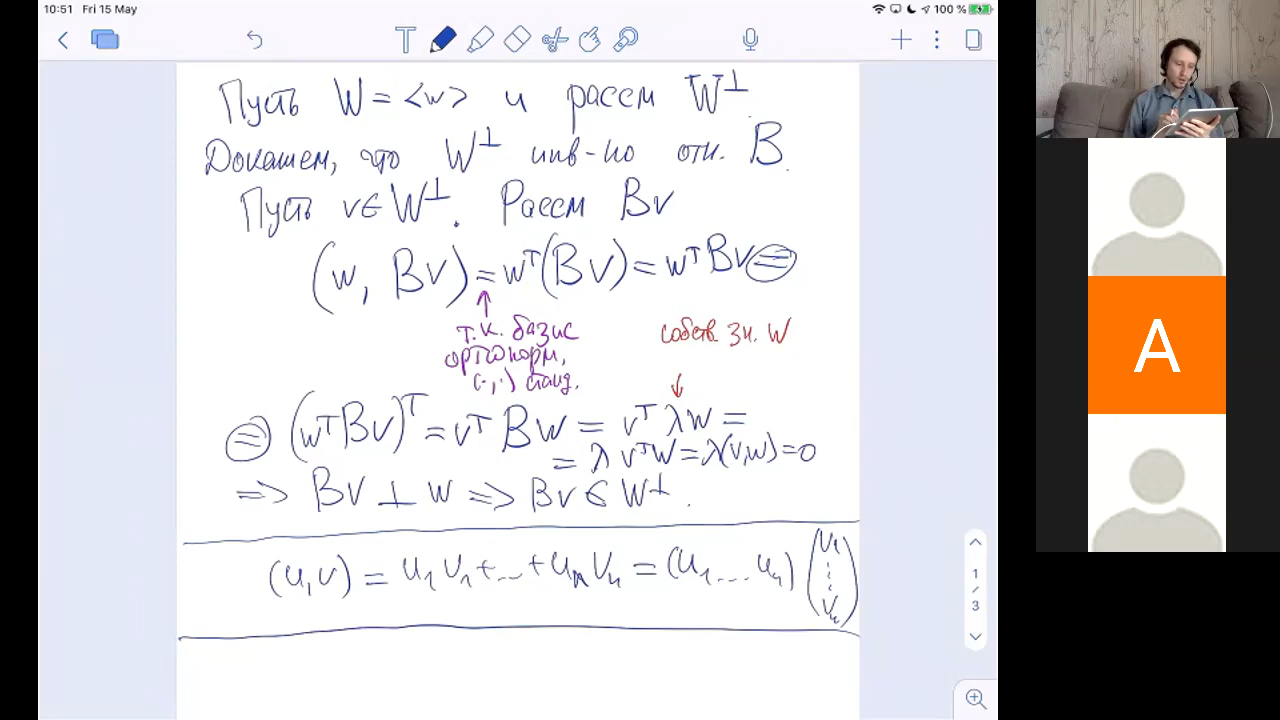 10:51 Fri 15 May
100 %
T
Пусть W = <w> и рассм W⊥.
Докажем, что W⊥ инв-но отн. B.
Пусть v∈W⊥. Рассм Bv
(w, Bv) = wᵀ(Bv) = wᵀBv =
↑
т.к. базис
ортонорм,
(·,·) станд.
собств зн. w
↓
= (wᵀBv)ᵀ = vᵀBw = vᵀλw =
= λvᵀw = λ(v,w) = 0
=> Bv ⊥ w => Bv ∈ W⊥.
(u,v) = u₁v₁+...+uₙvₙ = (u₁...uₙ) (v₁ ⋮ vₙ)
1
/
3
A